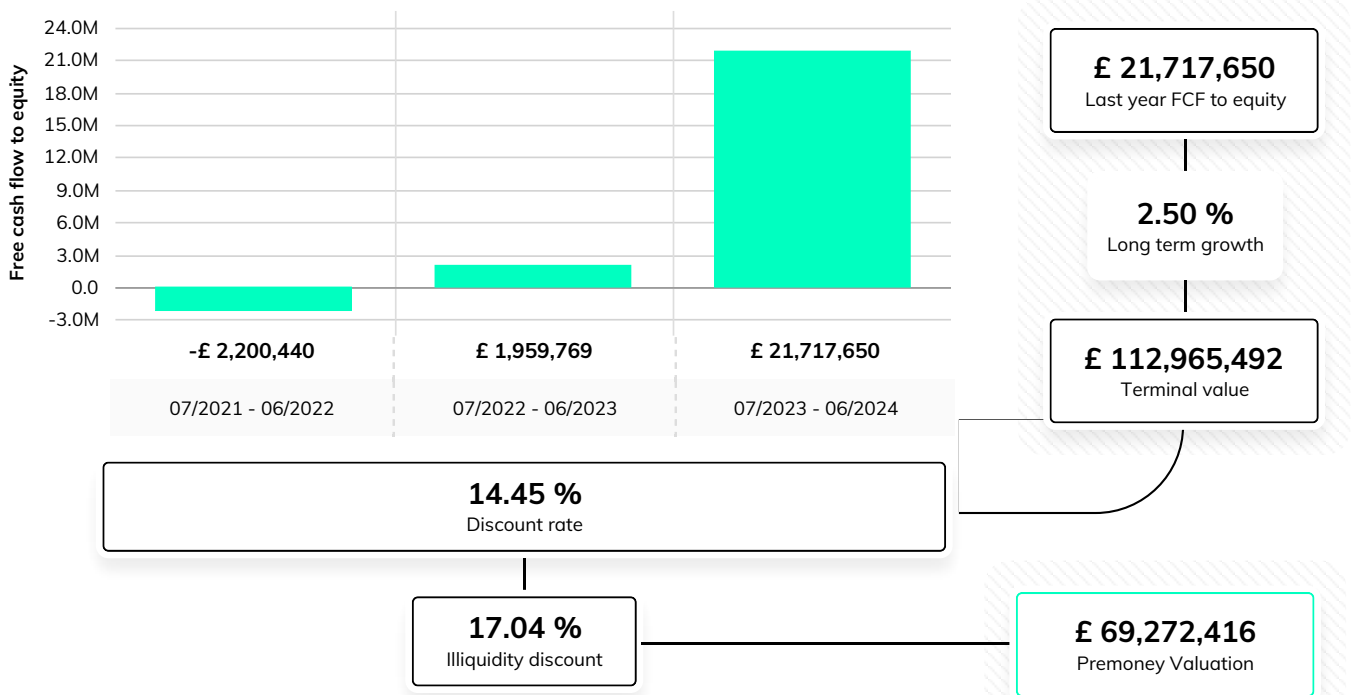 Free cash flow to equity
24.0M
21.0M
18.0M
15.0M
12.0M
9.0M
6.0M
3.0M
0.0
-3.0M
-£ 2,200,440
£ 1,959,769
£ 21,717,650
07/2021 - 06/2022
07/2022 - 06/2023
07/2023 - 06/2024
£ 21,717,650
Last year FCF to equity
2.50 %
Long term growth
£ 112,965,492
Terminal value
14.45 %
Discount rate
17.04 %
Illiquidity discount
£ 69,272,416
Premoney Valuation